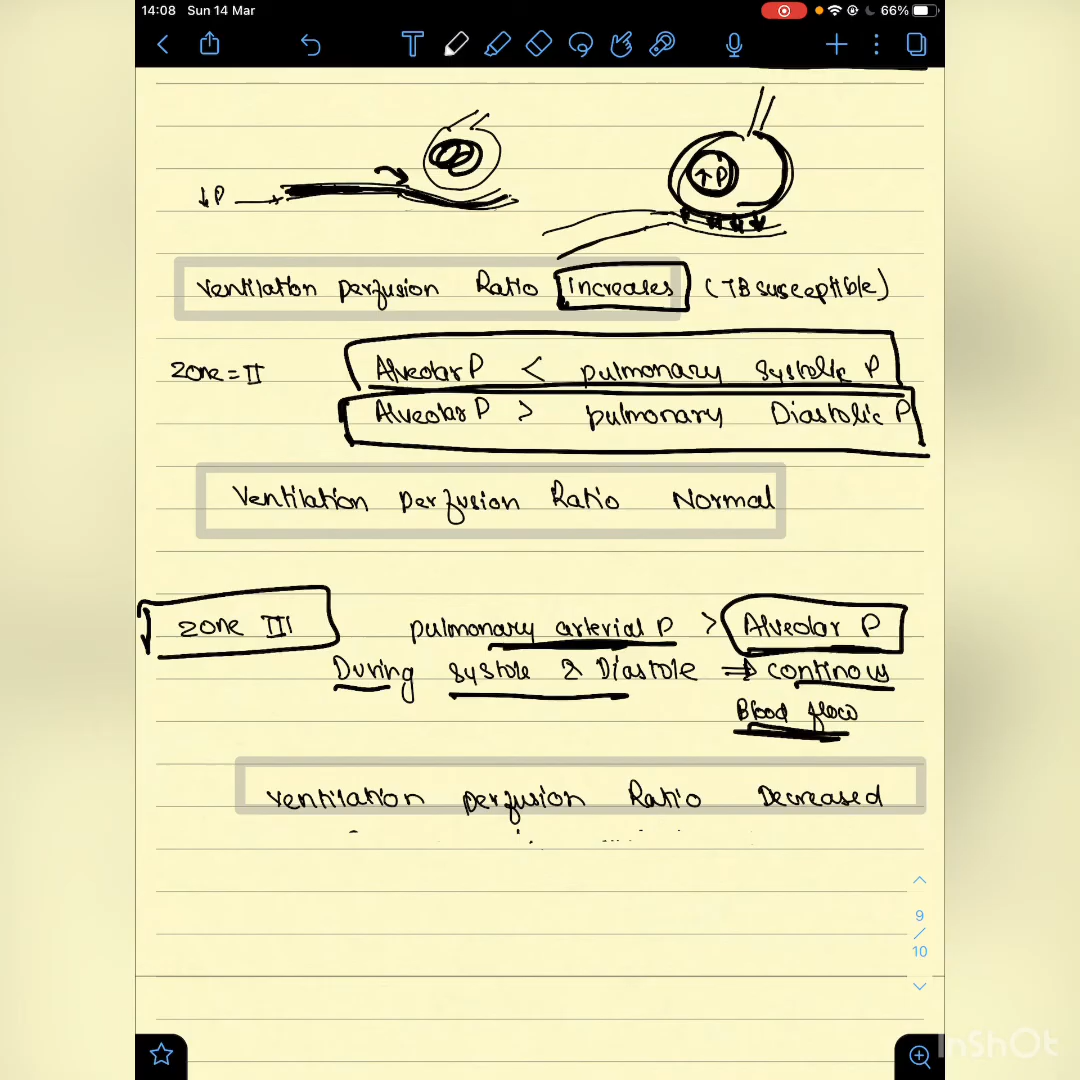 14:08 Sun 14 Mar
66%
T
↓P
↑P
Ventilation perfusion Ratio Increases (TB susceptible)
Zone = II Alveolar P < pulmonary systolic P
Alveolar P > pulmonary Diastolic P
Ventilation perfusion Ratio Normal
Zone III pulmonary arterial P > Alveolar P
During systole & Diastole ⇒ continous
Blood flow
ventilation perfusion Ratio Decreased
9
/
10
InShOt